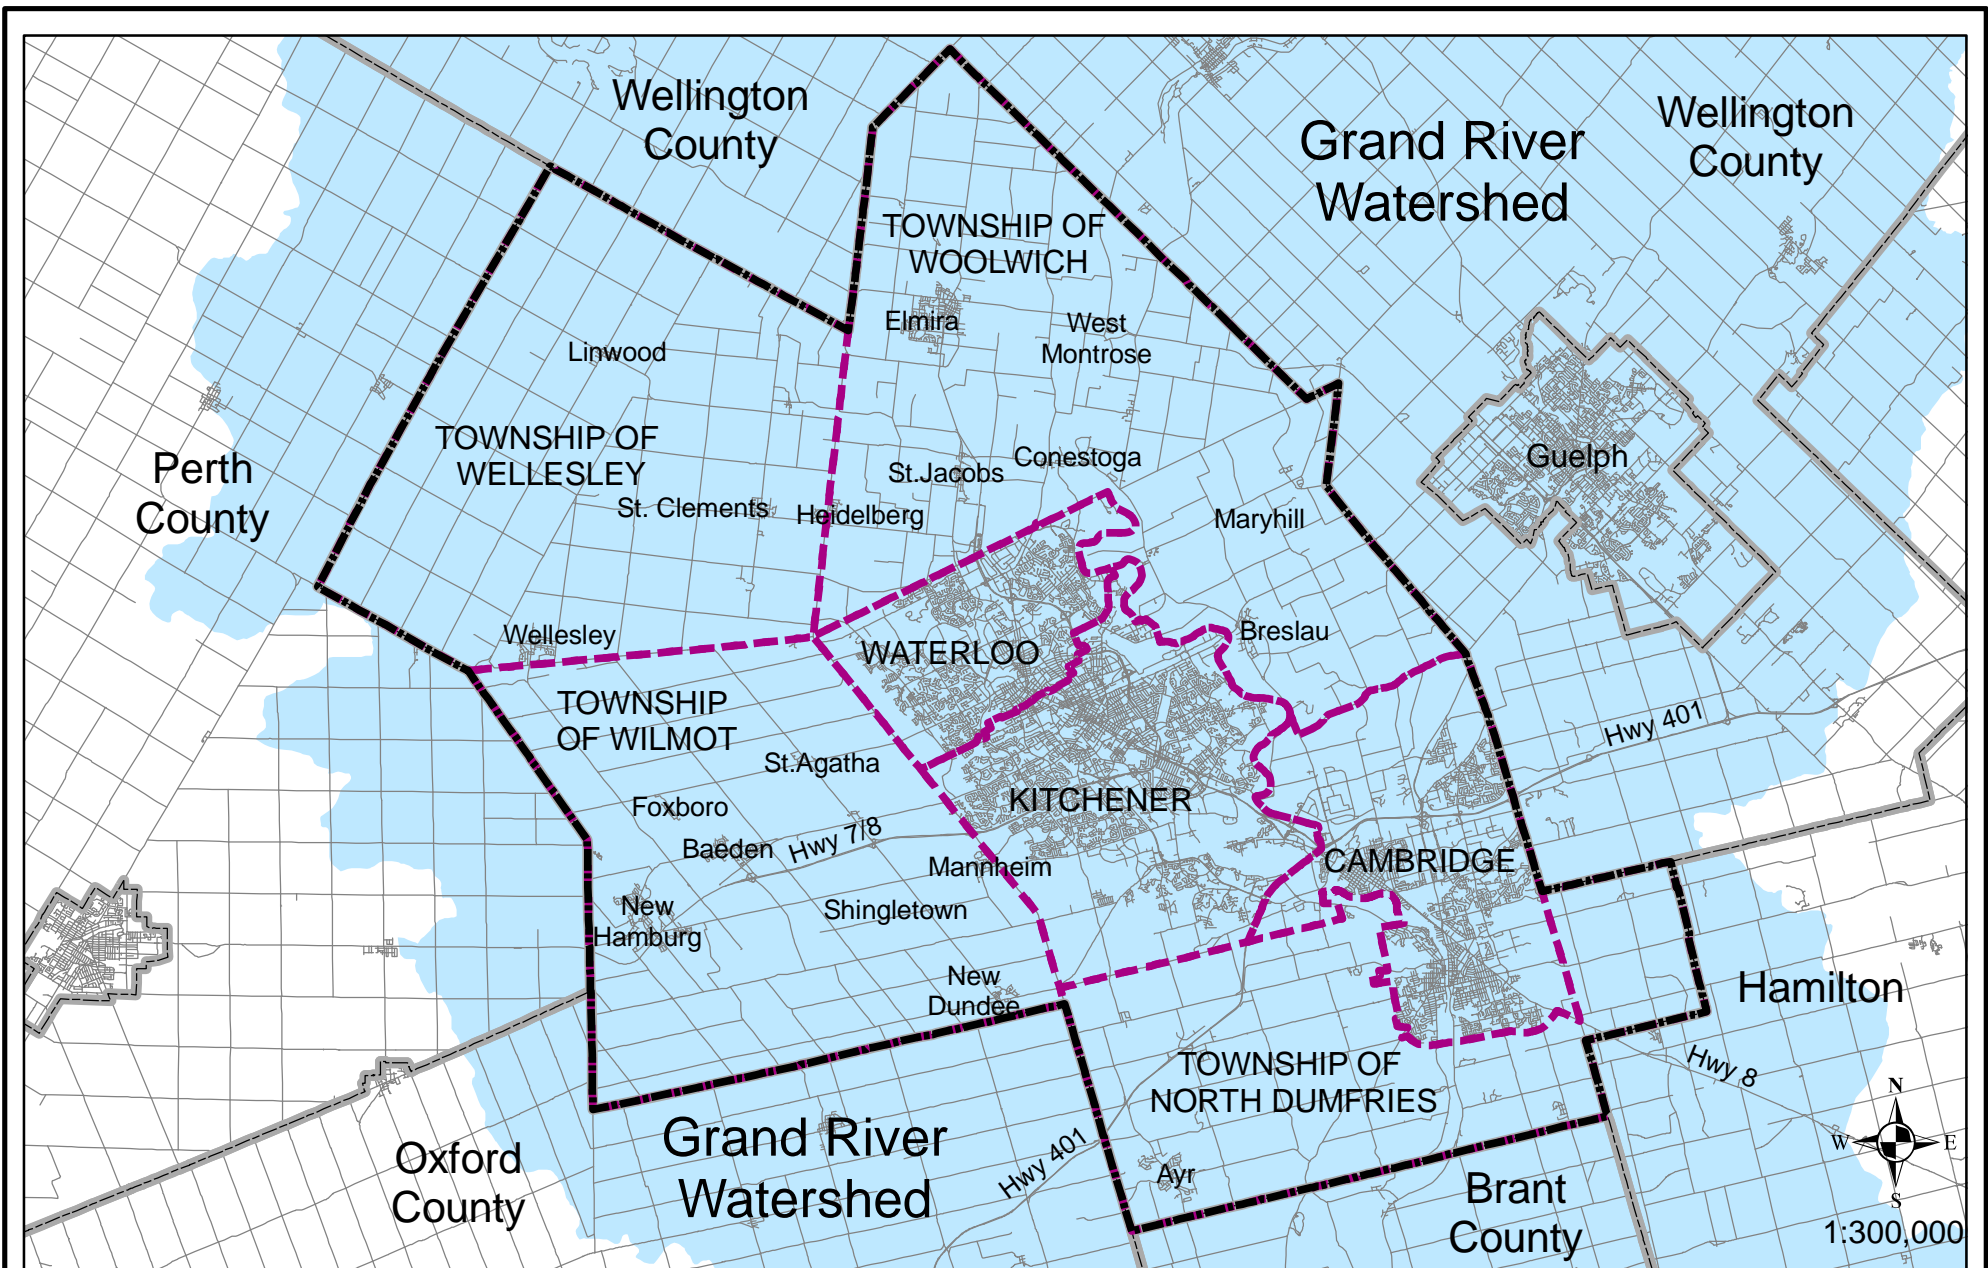 Wellington
County
Grand River
Watershed
Wellington
County
TOWNSHIP OF
WOOLWICH
Elmira
West
Montrose
Linwood
TOWNSHIP OF
WELLESLEY
Perth
County
St. Clements
Heidelberg
St.Jacobs
Conestoga
Maryhill
Guelph
Wellesley
WATERLOO
Breslau
TOWNSHIP
OF WILMOT
St.Agatha
Hwy 401
Foxboro
KITCHENER
Baeden
Hwy 7/8
Mannheim
CAMBRIDGE
New
Hamburg
Shingletown
New
Dundee
Hamilton
TOWNSHIP OF
NORTH DUMFRIES
Hwy 8
Oxford
County
Grand River
Watershed
Hwy 401
Ayr
Brant
County
N
W
E
S
1:300,000